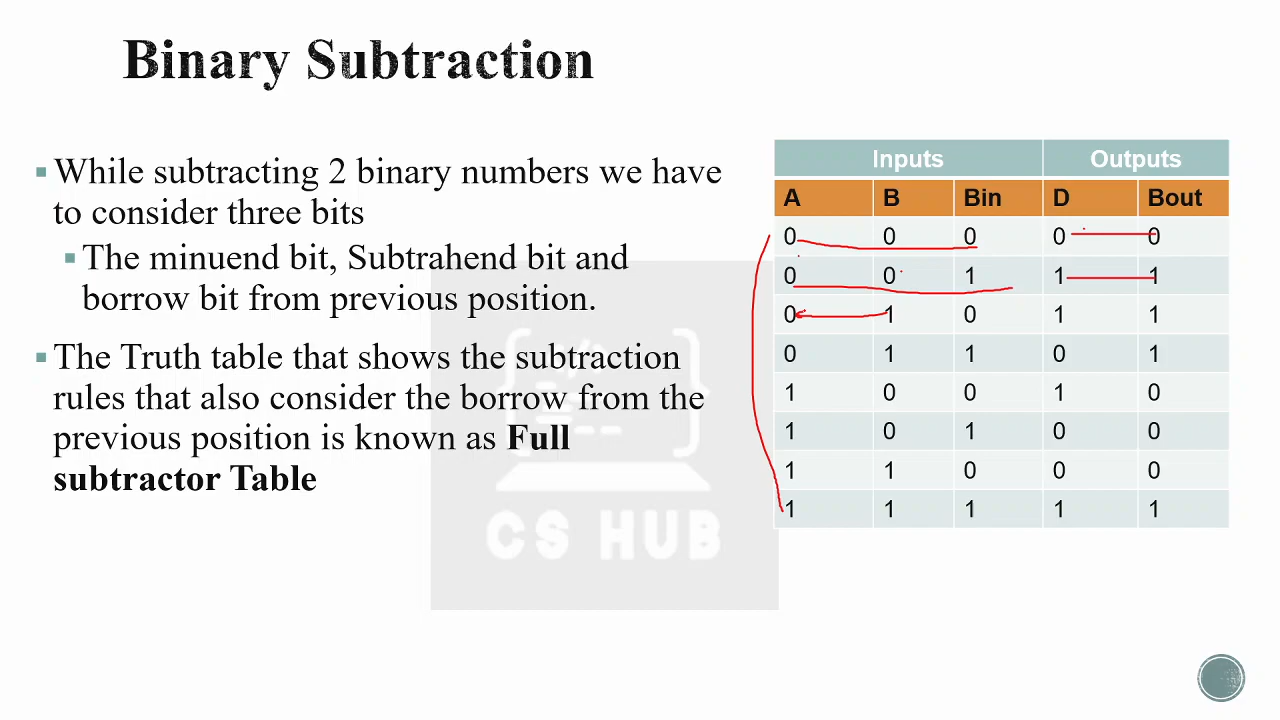 Binary Subtraction
While subtracting 2 binary numbers we have
to consider three bits
The minuend bit, Subtrahend bit and
borrow bit from previous position.
The Truth table that shows the subtraction
rules that also consider the borrow from the
previous position is known as Full
subtractor Table
Inputs Outputs
A B Bin D Bout
0 0 0 0 0
0 0 1 1 1
0 1 0 1 1
0 1 1 0 1
1 0 0 1 0
1 0 1 0 0
1 1 0 0 0
1 1 1 1 1
CS HUB